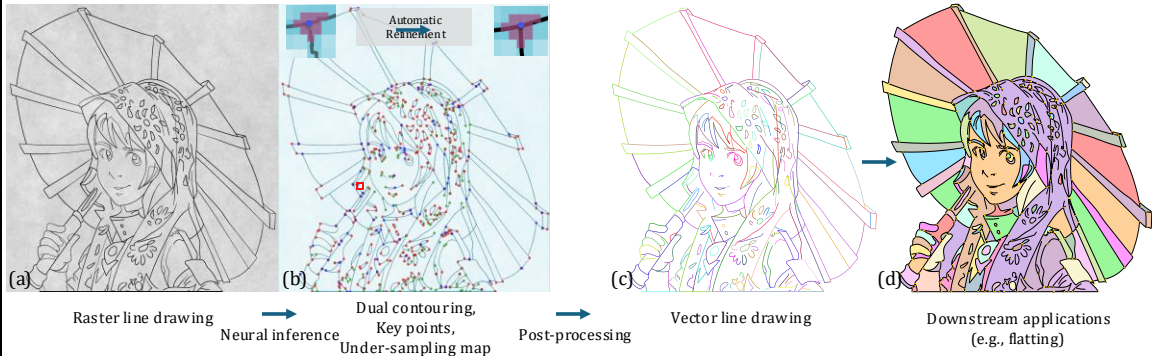 Automatic
Refinement
(a)
(b)
(c)
(d)
Raster line drawing
Neural inference
Dual contouring,
Key points,
Under-sampling map
Post-processing
Vector line drawing
Downstream applications
(e.g., flatting)